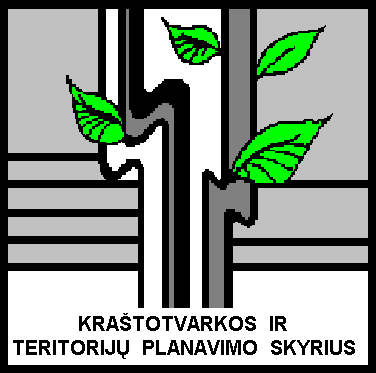 KRAŠTOTVARKOS IR
TERITORIJŲ PLANAVIMO SKYRIUS